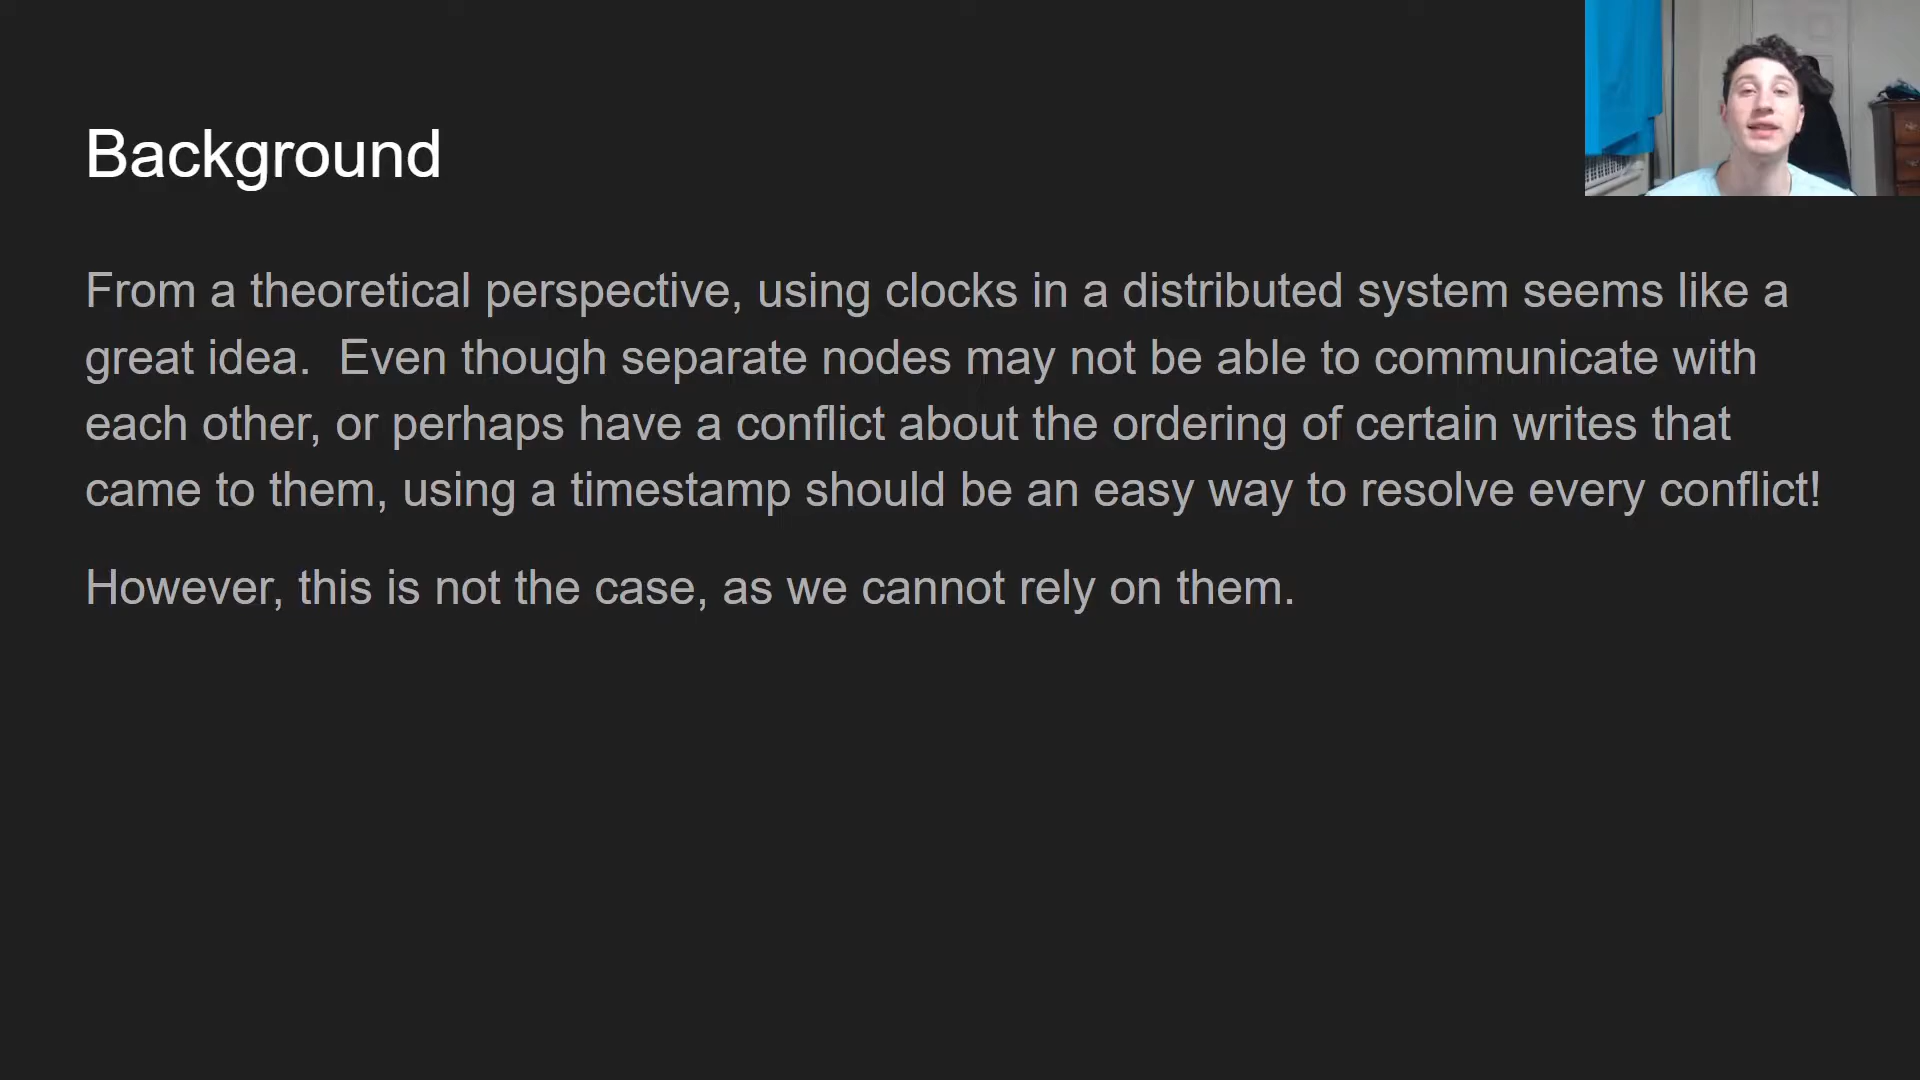 Background
From a theoretical perspective, using clocks in a distributed system seems like a
great idea.  Even though separate nodes may not be able to communicate with
each other, or perhaps have a conflict about the ordering of certain writes that
came to them, using a timestamp should be an easy way to resolve every conflict!
However, this is not the case, as we cannot rely on them.